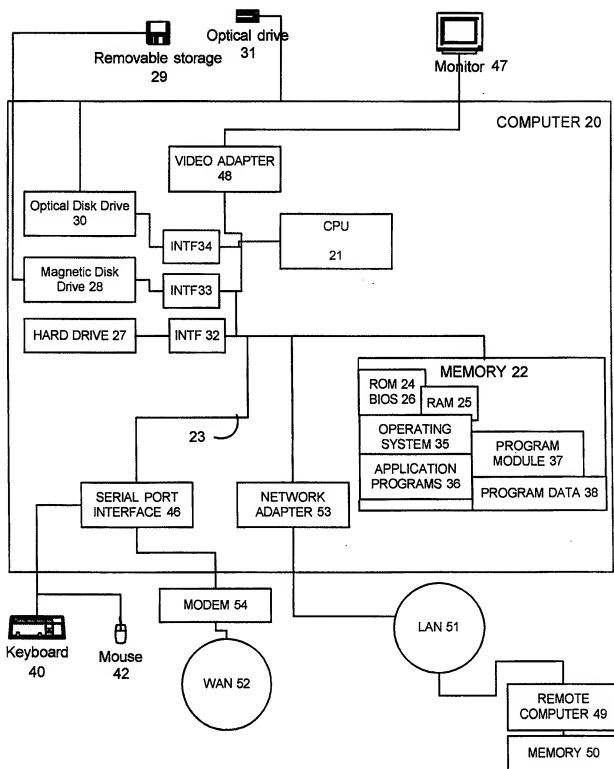 Removable storage
29
Optical drive
31
Monitor 47
COMPUTER 20
VIDEO ADAPTER
48
Optical Disk Drive
30
INTF34
CPU
21
Magnetic Disk
Drive 28
INTF33
HARD DRIVE 27
INTF 32
MEMORY 22
ROM 24
BIOS 26
RAM 25
OPERATING
SYSTEM 35
PROGRAM
MODULE 37
APPLICATION
PROGRAMS 36
PROGRAM DATA 38
23
SERIAL PORT
INTERFACE 46
NETWORK
ADAPTER 53
MODEM 54
LAN 51
Keyboard
40
Mouse
42
WAN 52
REMOTE
COMPUTER 49
MEMORY 50